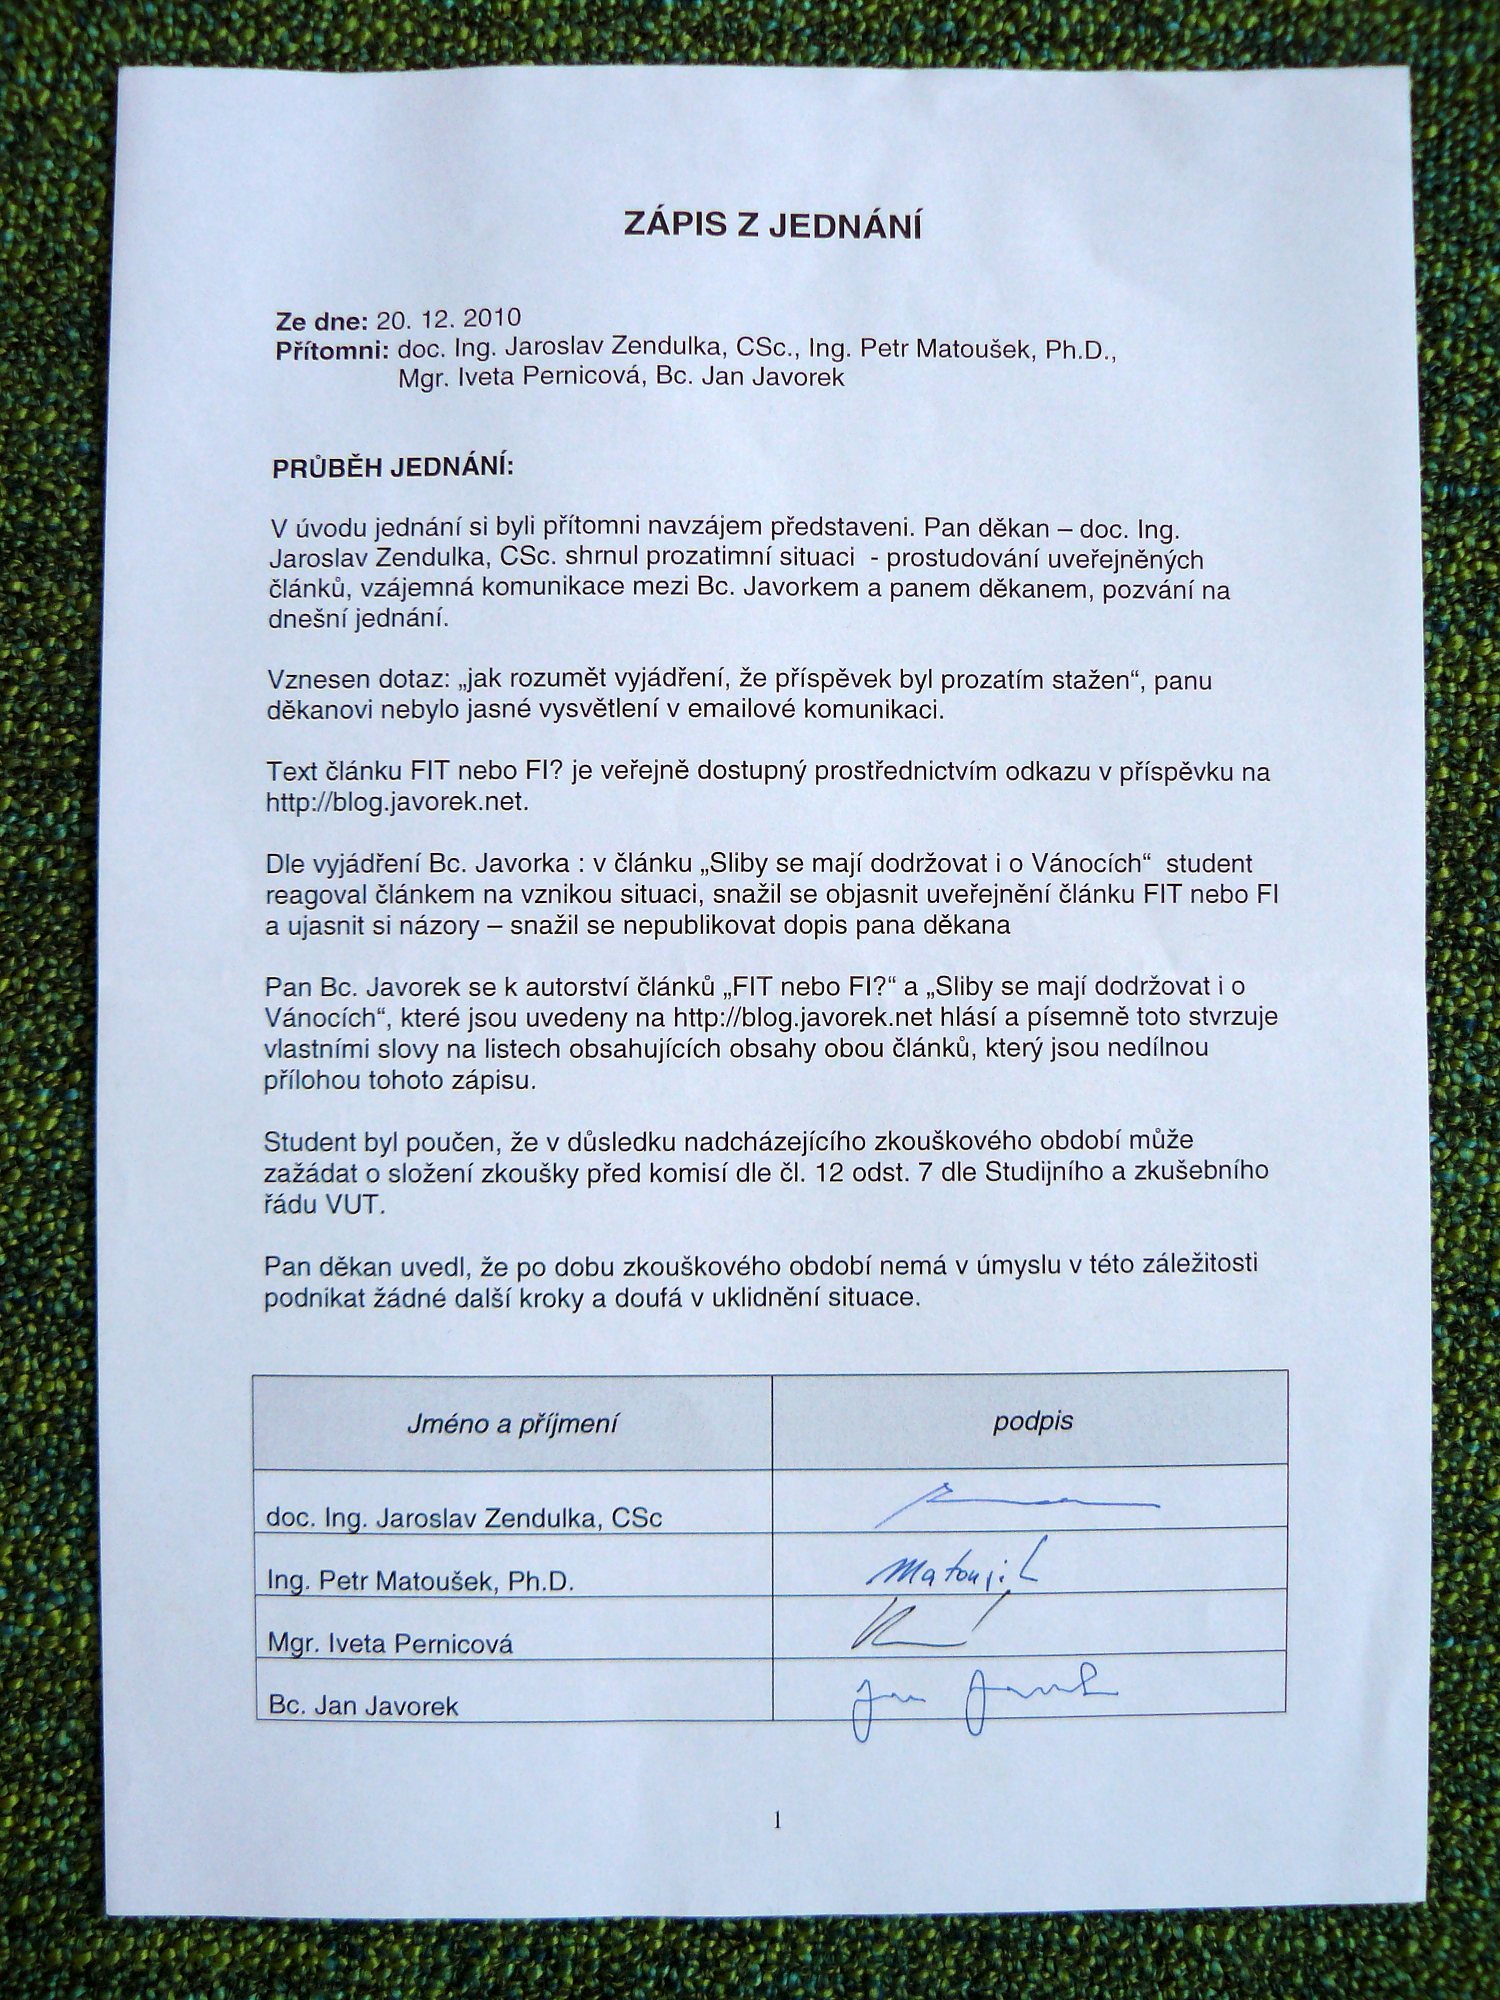 ZÁPIS Z JEDNÁNÍ
Ze dne: 20. 12. 2010
Přítomni: doc. Ing. Jaroslav Zendulka, CSc., Ing. Petr Matoušek, Ph.D.,
Mgr. Iveta Pernicová, Bc. Jan Javorek
PRŮBĚH JEDNÁNÍ:
V úvodu jednání si byli přítomni navzájem představeni. Pan děkan – doc. Ing.
Jaroslav Zendulka, CSc. shrnul prozatimní situaci  - prostudování uveřejněných
článků, vzájemná komunikace mezi Bc. Javorkem a panem děkanem, pozvání na
dnešní jednání.
Vznesen dotaz: „jak rozumět vyjádření, že příspěvek byl prozatím stažen“, panu
děkanovi nebylo jasné vysvětlení v emailové komunikaci.
Text článku FIT nebo FI? je veřejně dostupný prostřednictvím odkazu v příspěvku na
http://blog.javorek.net.
Dle vyjádření Bc. Javorka : v článku „Sliby se mají dodržovat i o Vánocích“  student
reagoval článkem na vznikou situaci, snažil se objasnit uveřejnění článku FIT nebo FI
a ujasnit si názory – snažil se nepublikovat dopis pana děkana
Pan Bc. Javorek se k autorství článků „FIT nebo FI?“ a „Sliby se mají dodržovat i o
Vánocích“, které jsou uvedeny na http://blog.javorek.net hlásí a písemně toto stvrzuje
vlastními slovy na listech obsahujících obsahy obou článků, který jsou nedílnou
přílohou tohoto zápisu.
Student byl poučen, že v důsledku nadcházejícího zkouškového období může
zažádat o složení zkoušky před komisí dle čl. 12 odst. 7 dle Studijního a zkušebního
řádu VUT.
Pan děkan uvedl, že po dobu zkouškového období nemá v úmyslu v této záležitosti
podnikat žádné další kroky a doufá v uklidnění situace.
Jméno a příjmení podpis
doc. Ing. Jaroslav Zendulka, CSc
Ing. Petr Matoušek, Ph.D. Matoušek
Mgr. Iveta Pernicová
Bc. Jan Javorek Jan Javorek
1